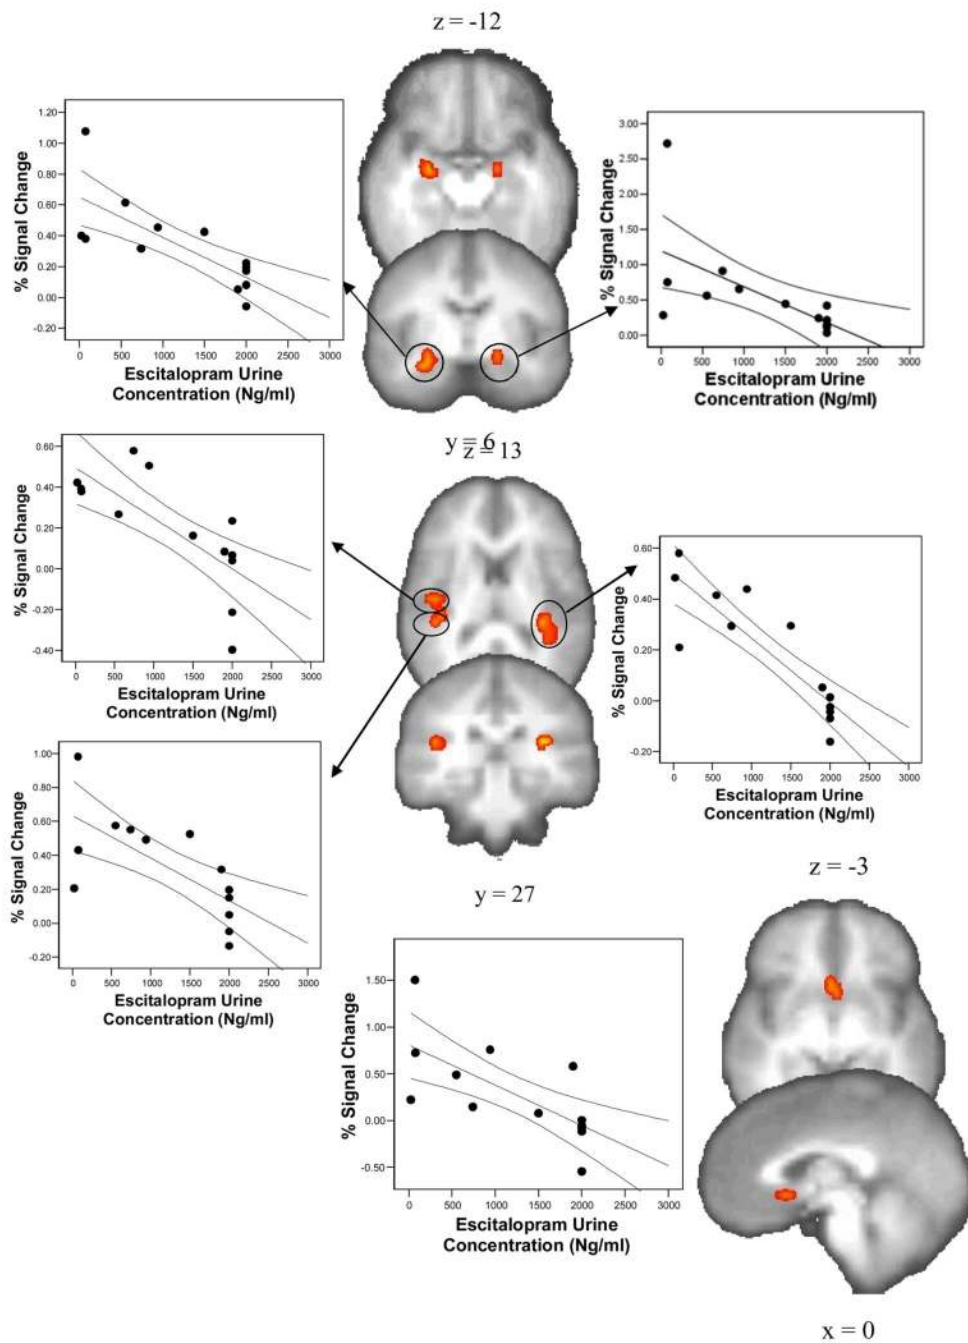 z = -12
% Signal Change
1.20
1.00
0.80
0.60
0.40
0.20
0.00
-0.20
0 500 1000 1500 2000 2500 3000
Escitalopram Urine
Concentration (Ng/ml)
% Signal Change
3.00
2.50
2.00
1.50
1.00
0.50
0.00
0 500 1000 1500 2000 2500 3000
Escitalopram Urine
Concentration (Ng/ml)
y = 6
z = 13
% Signal Change
0.60
0.40
0.20
0.00
-0.20
-0.40
0 500 1000 1500 2000 2500 3000
Escitalopram Urine
Concentration (Ng/ml)
% Signal Change
0.60
0.40
0.20
0.00
-0.20
0 500 1000 1500 2000 2500 3000
Escitalopram Urine
Concentration (Ng/ml)
% Signal Change
1.00
0.80
0.60
0.40
0.20
0.00
-0.20
0 500 1000 1500 2000 2500 3000
Escitalopram Urine
Concentration (Ng/ml)
y = 27
z = -3
% Signal Change
1.50
1.00
0.50
0.00
-0.50
0 500 1000 1500 2000 2500 3000
Escitalopram Urine
Concentration (Ng/ml)
x = 0